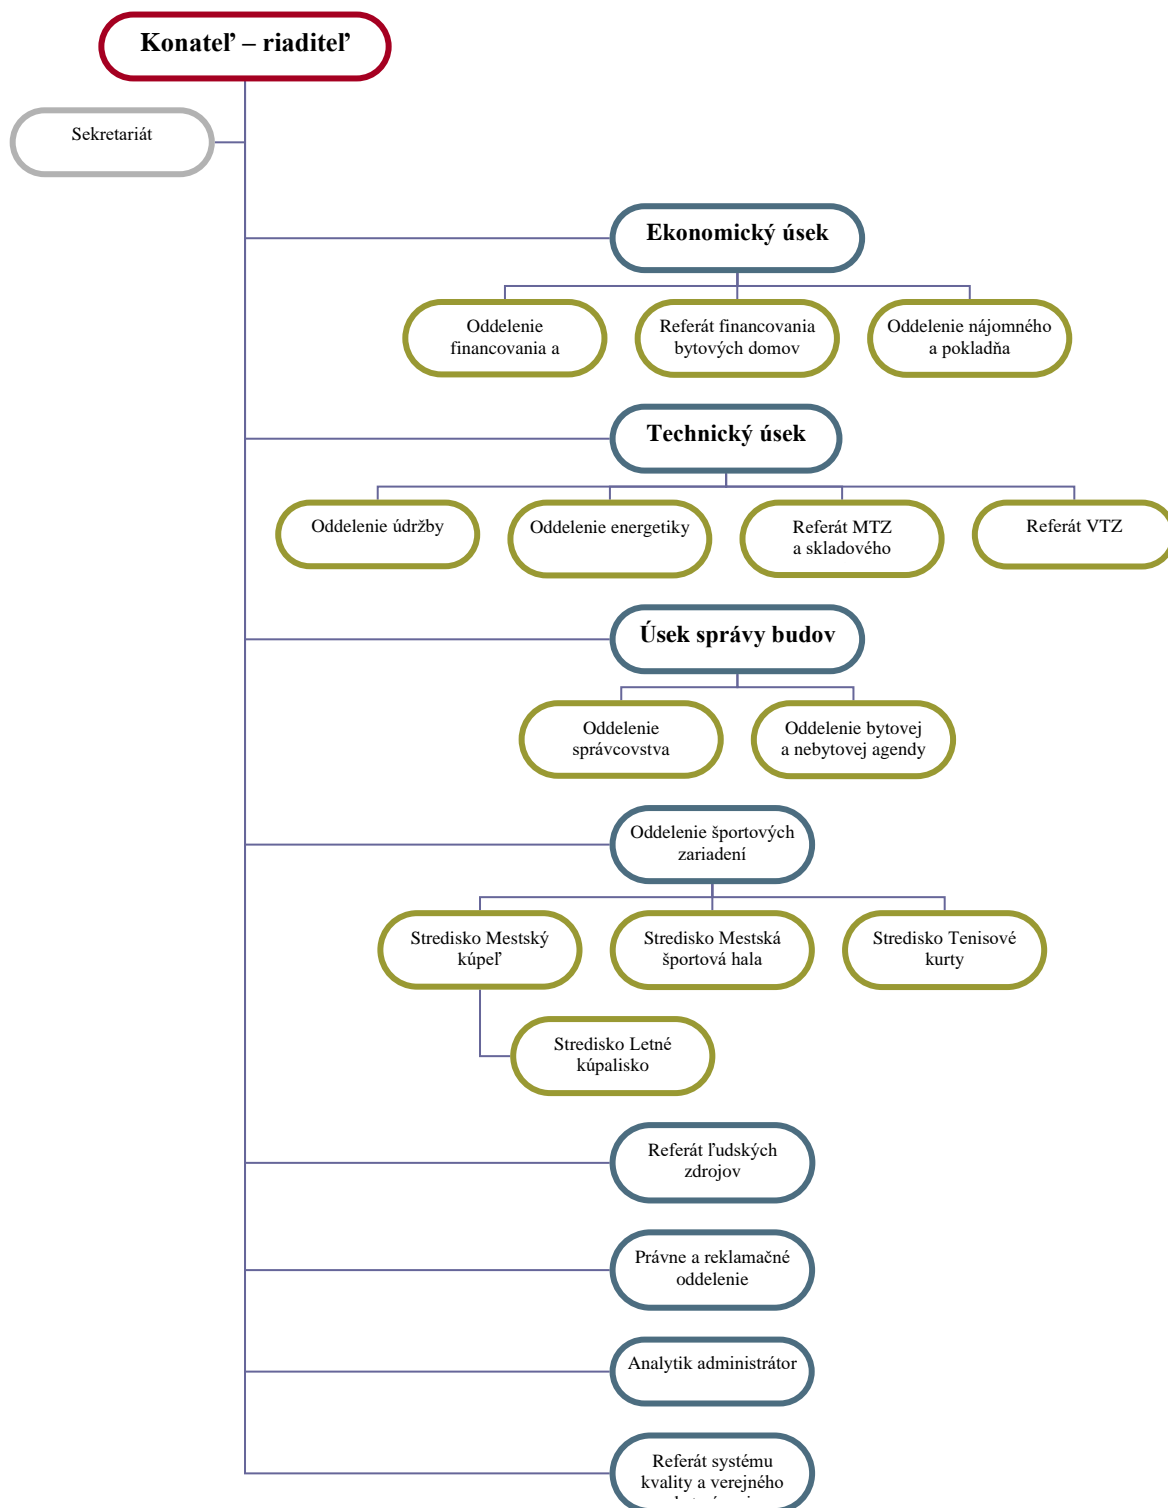 Konateľ – riaditeľ
Sekretariát
Ekonomický úsek
Oddelenie
financovania a
Referát financovania
bytových domov
Oddelenie nájomného
a pokladňa
Technický úsek
Oddelenie údržby
Oddelenie energetiky
Referát MTZ
a skladového
Referát VTZ
Úsek správy budov
Oddelenie
správcovstva
Oddelenie bytovej
a nebytovej agendy
Oddelenie športových
zariadení
Stredisko Mestský
kúpeľ
Stredisko Mestská
športová hala
Stredisko Tenisové
kurty
Stredisko Letné
kúpalisko
Referát ľudských
zdrojov
Právne a reklamačné
oddelenie
Analytik administrátor
Referát systému
kvality a verejného